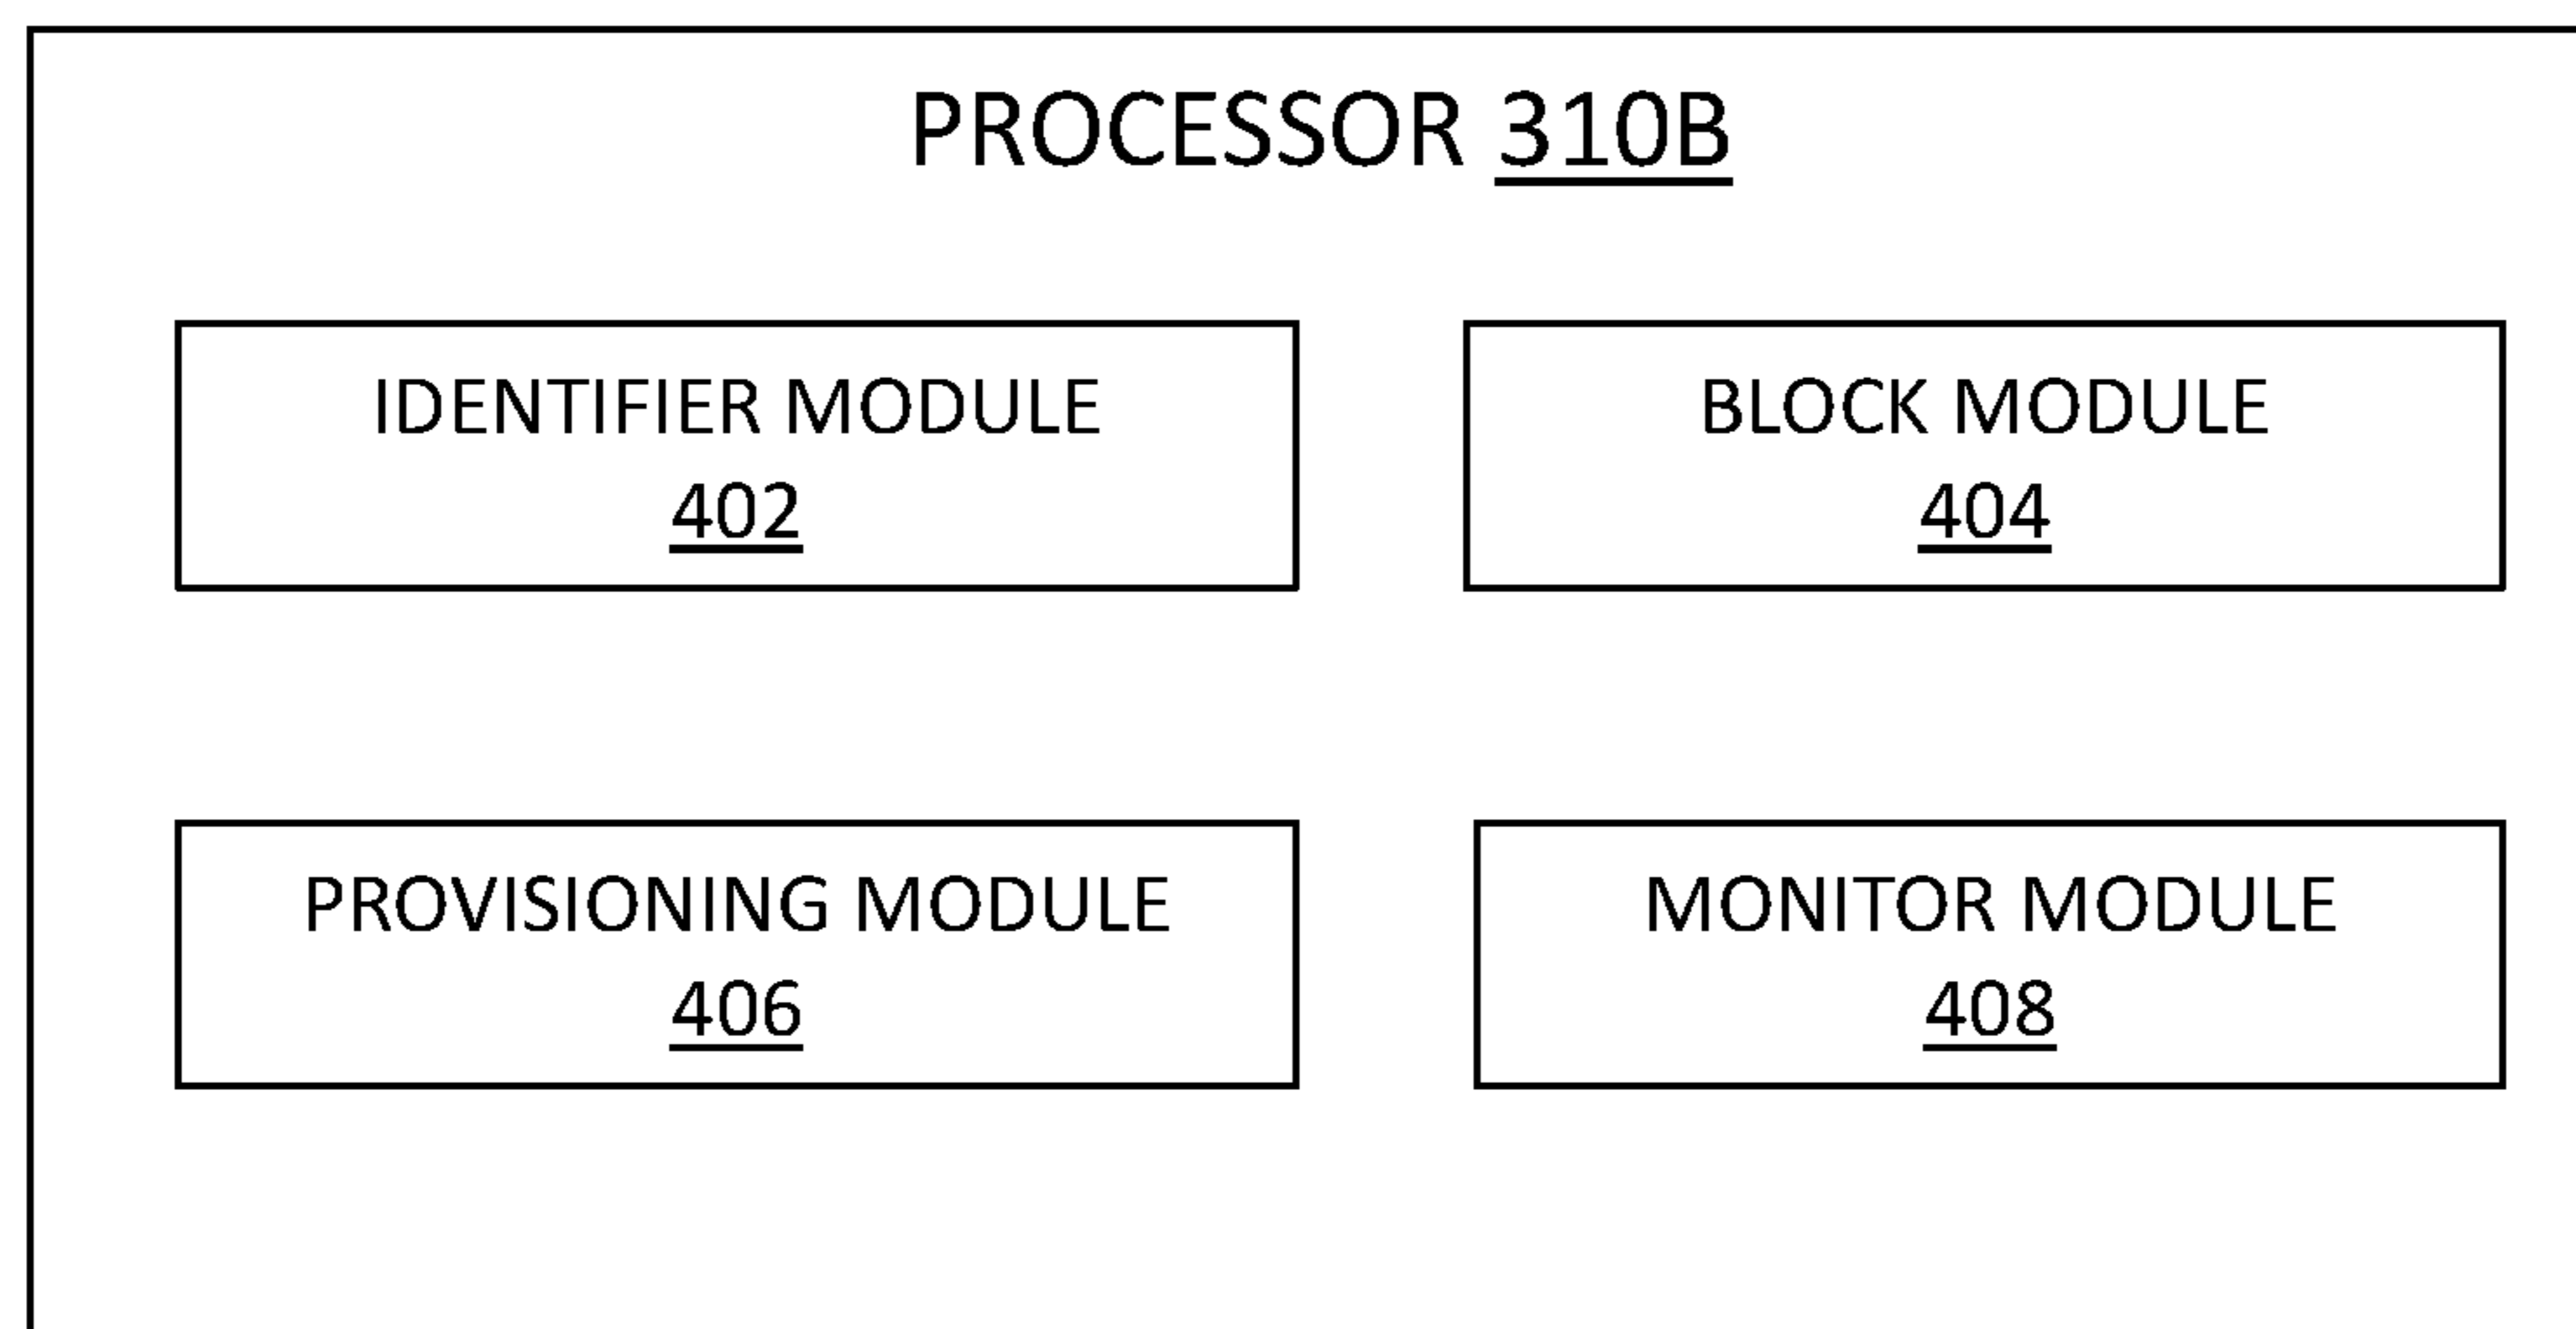 PROCESSOR 310B
IDENTIFIER MODULE
402
BLOCK MODULE
404
PROVISIONING MODULE
406
MONITOR MODULE
408